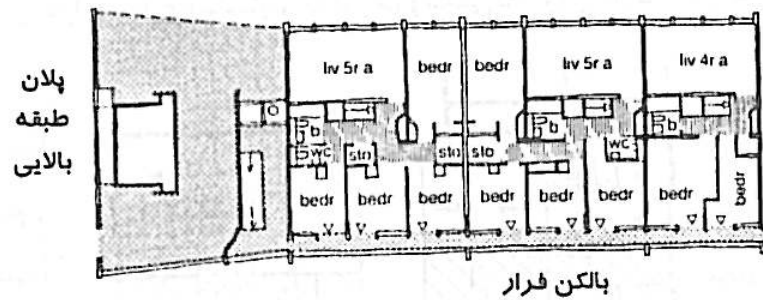 پلان
طبقه
بالایی
liv 5r a bedr bedr liv 5r a liv 4r a
b b b
wc sto sto sto wc
bedr bedr bedr bedr bedr bedr bedr bedr
بالکن فرار